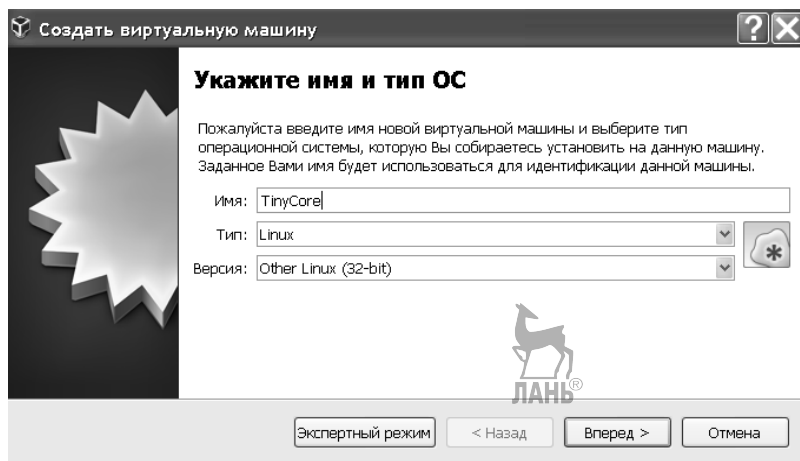 Создать виртуальную машину
Укажите имя и тип ОС
Пожалуйста введите имя новой виртуальной машины и выберите тип
операционной системы, которую Вы собираетесь установить на данную машину.
Заданное Вами имя будет использоваться для идентификации данной машины.
Имя: TinyCore
Тип: Linux
Версия: Other Linux (32-bit)
ЛАНЬ®
Экспертный режим < Назад Вперед > Отмена